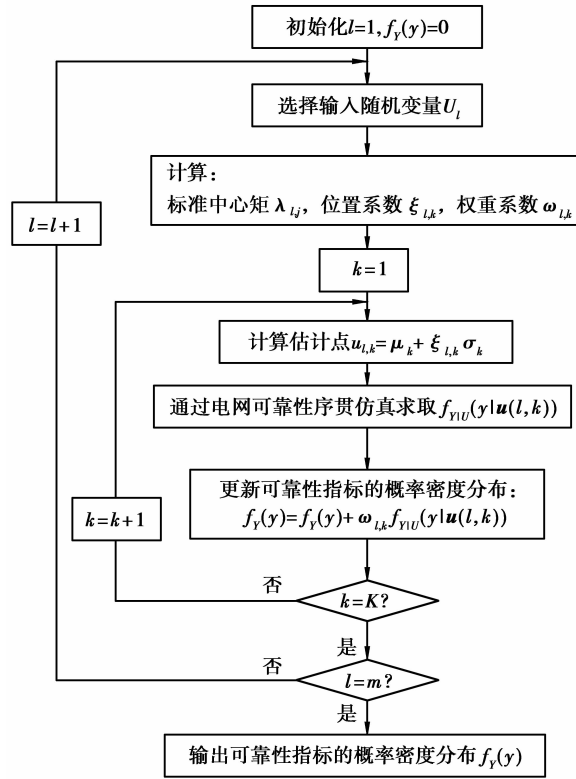 初始化l=1,f_Y(y)=0
选择输入随机变量U_l
计算：
标准中心矩λ_{l,j}，位置系数ξ_{l,k}，权重系数ω_{l,k}
l=l+1
k=1
计算估计点u_{l,k}=μ_k+ξ_{l,k}σ_k
通过电网可靠性序贯仿真求取f_{Y|U}(y|u(l,k))
更新可靠性指标的概率密度分布：
f_Y(y)=f_Y(y)+ω_{l,k}f_{Y|U}(y|u(l,k))
k=k+1
否
k=K?
是
否
l=m?
是
输出可靠性指标的概率密度分布f_Y(y)